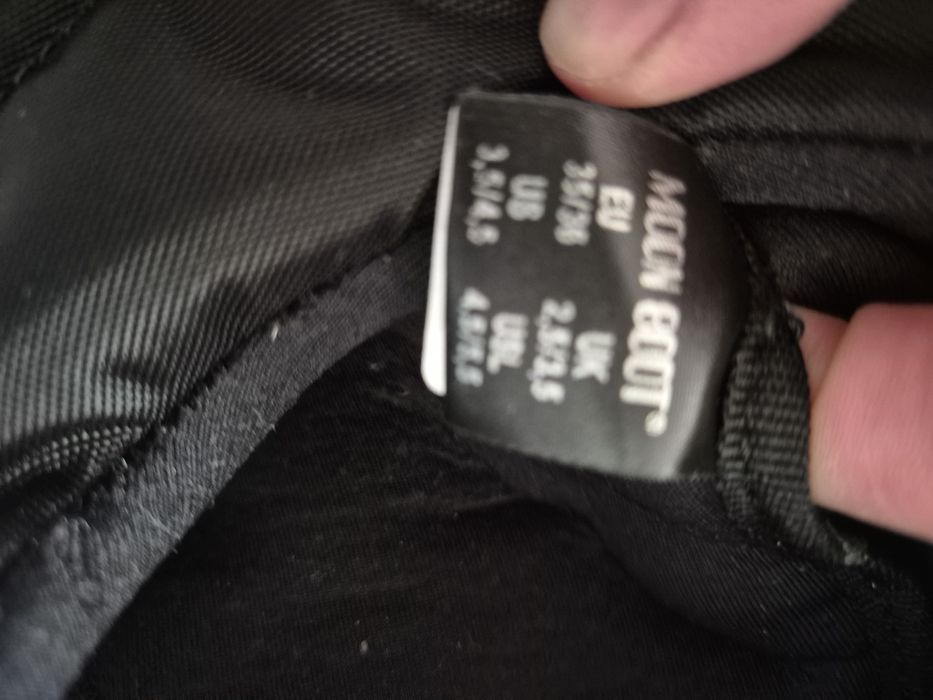 MOON BOOT
EU UK
35/36 2,5/3,5
US USL
3,5/4,5 4,5/5,5